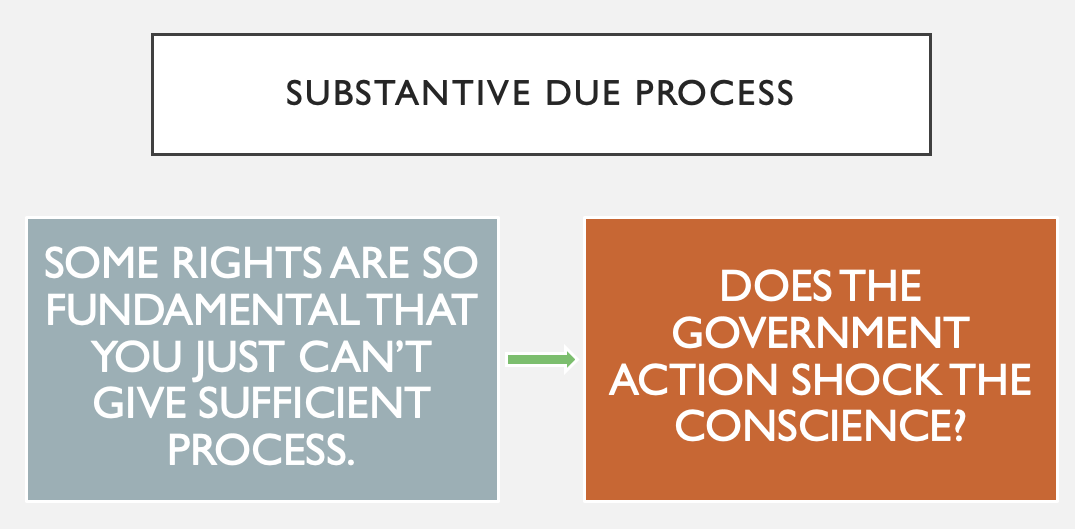 SUBSTANTIVE DUE PROCESS
SOME RIGHTS ARE SO
FUNDAMENTAL THAT
YOU JUST CAN’T
GIVE SUFFICIENT
PROCESS.
DOES THE
GOVERNMENT
ACTION SHOCK THE
CONSCIENCE?